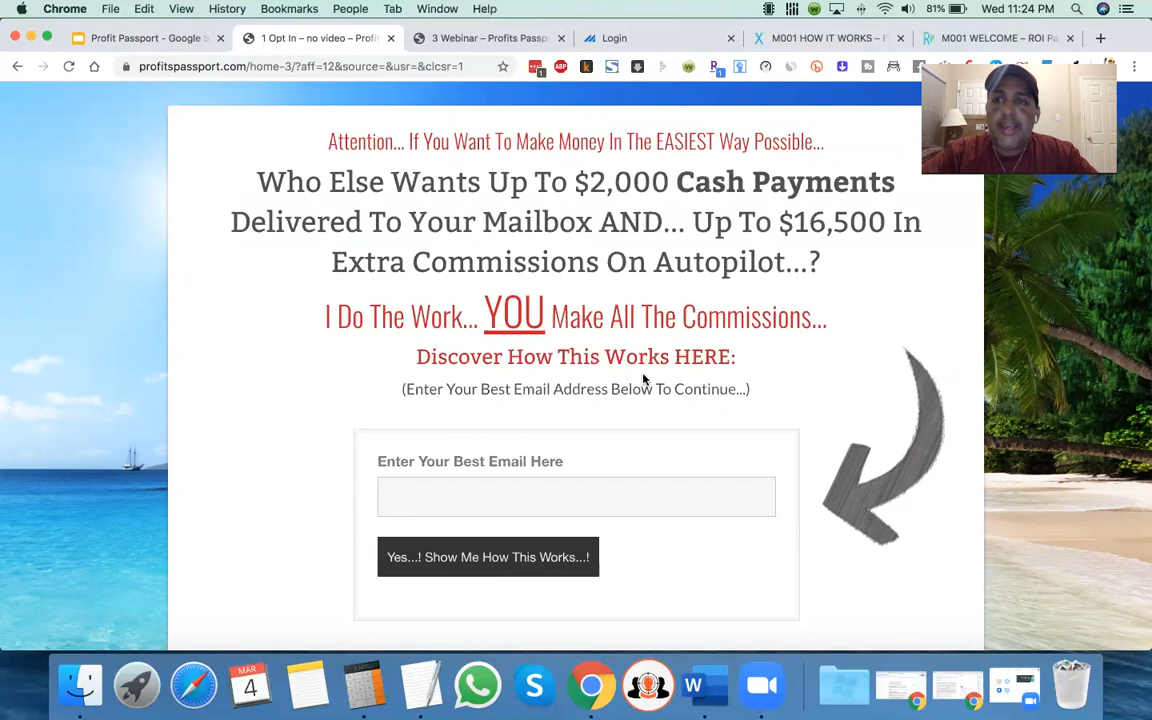 Chrome File Edit View History Bookmarks People Tab Window Help 81% Wed 11:24 PM
Profit Passport - Google S
1 Opt In – no video – Profit
3 Webinar – Profits Passp
Login
M001 HOW IT WORKS – F
M001 WELCOME – ROI Pa
profitspassport.com/home-3/?aff=12&source=&usr=&clcsr=1
Attention... If You Want To Make Money In The EASIEST Way Possible...
Who Else Wants Up To $2,000 Cash Payments
Delivered To Your Mailbox AND... Up To $16,500 In
Extra Commissions On Autopilot...?
I Do The Work... YOU Make All The Commissions...
Discover How This Works HERE:
(Enter Your Best Email Address Below To Continue...)
Enter Your Best Email Here
Yes...! Show Me How This Works...!
MAR
4